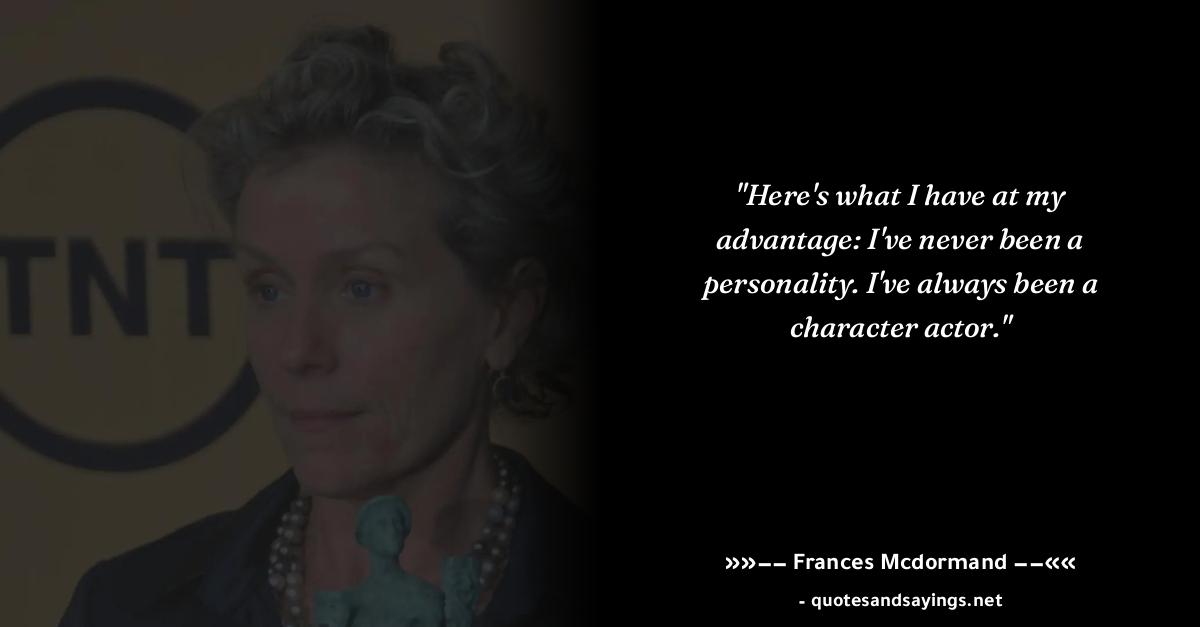 TNT
"Here's what I have at my
advantage: I've never been a
personality. I've always been a
character actor."
»»−− Frances Mcdormand −−««
- quotesandsayings.net